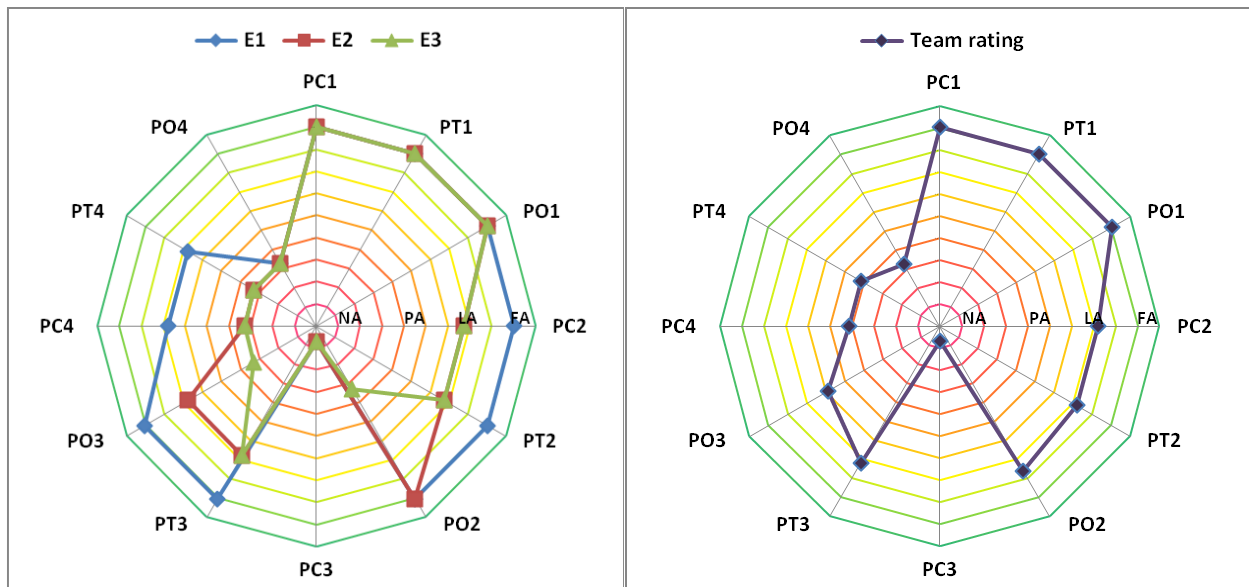 E1 E2 E3
PC1
PO4 PT1
PT4 PO1
PC4 NA PA LA FA PC2
PO3 PT2
PT3 PO2
PC3
Team rating
PC1
PO4 PT1
PT4 PO1
PC4 NA PA LA FA PC2
PO3 PT2
PT3 PO2
PC3